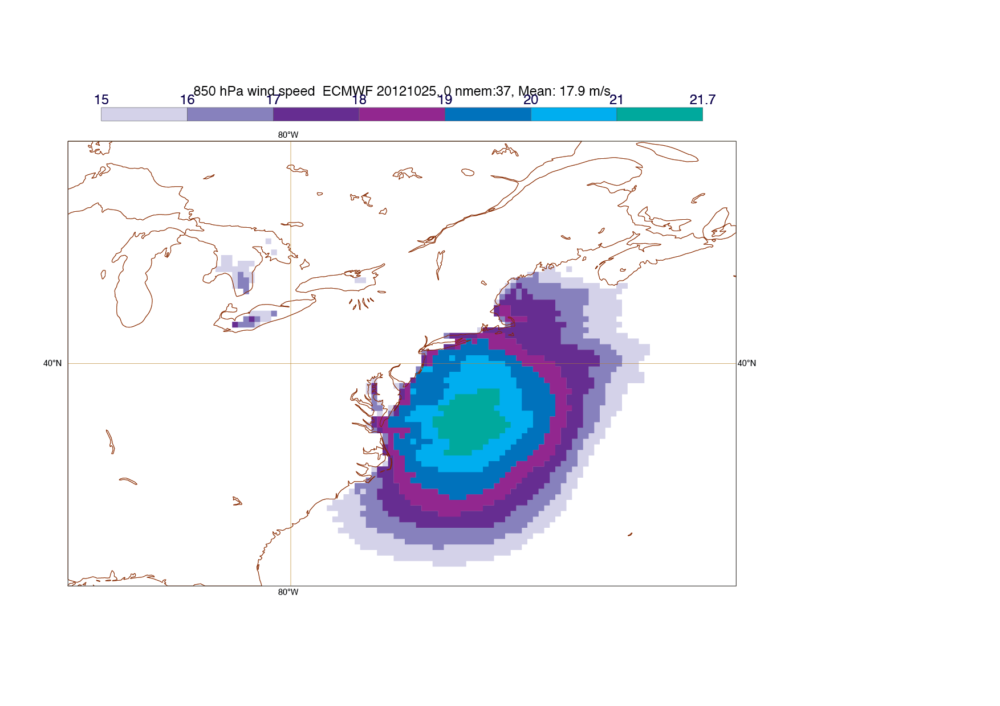 850 hPa wind speed  ECMWF 20121025, 0 nmem:37, Mean: 17.9 m/s
15 16 17 18 19 20 21 21.7
80°W
40°N 40°N
80°W